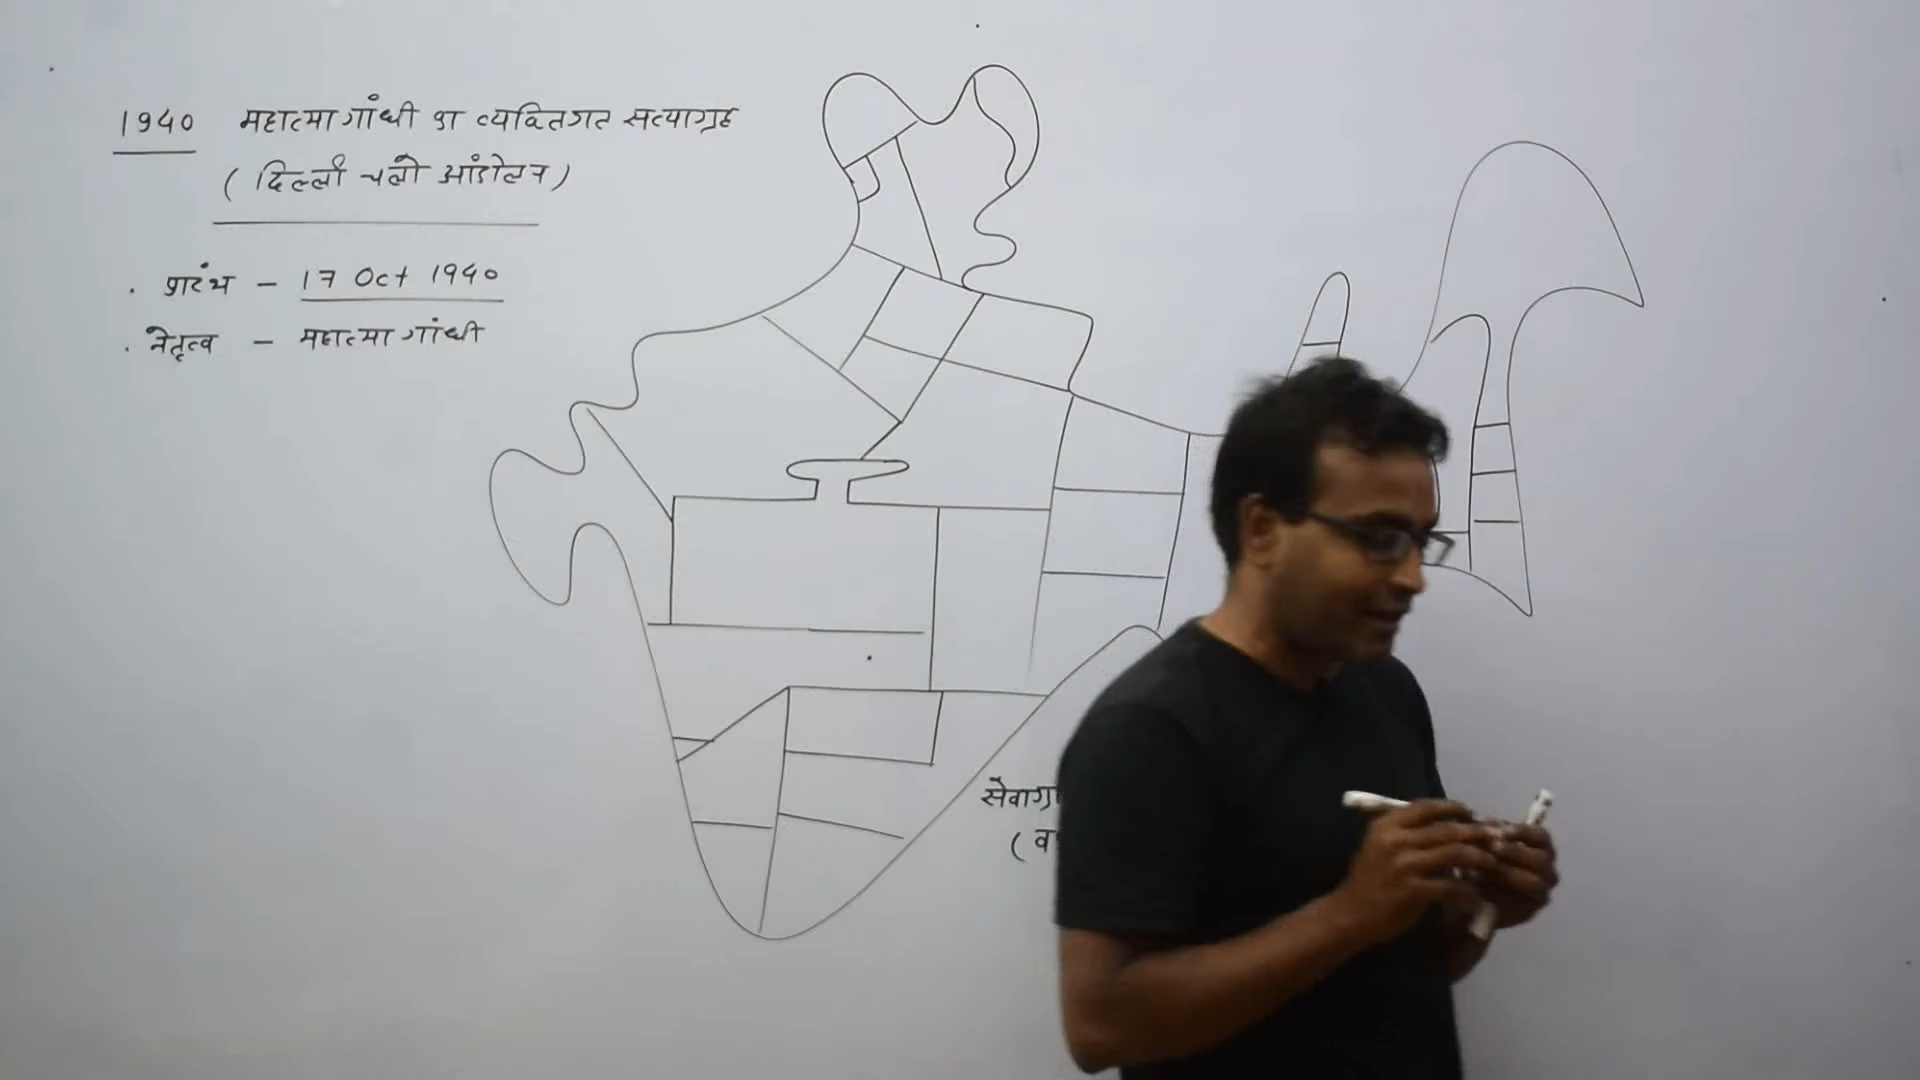 1940 महात्मा गांधी का व्यक्तिगत सत्याग्रह
(दिल्ली चलो आंदोलन)
. प्रारंभ - 17 Oct 1940
. नेतृत्व - महात्मा गांधी